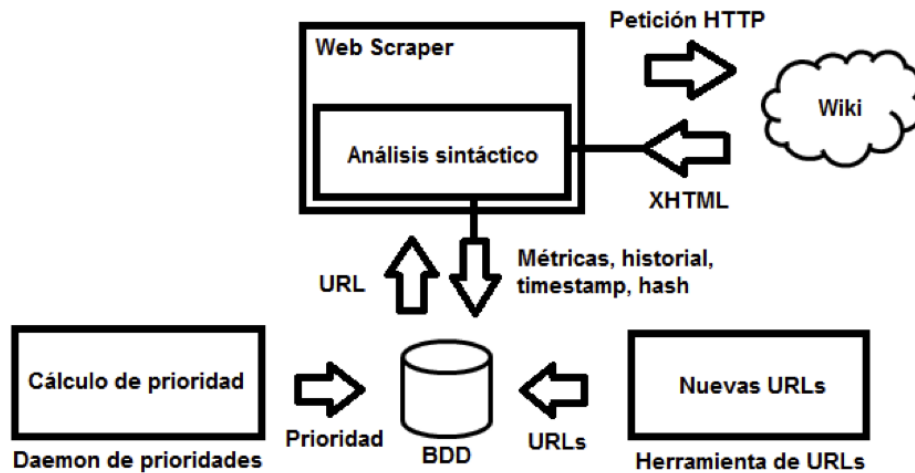 Petición HTTP
Web Scraper
Wiki
Análisis sintáctico
XHTML
URL
Métricas, historial,
timestamp, hash
Cálculo de prioridad
Nuevas URLs
Prioridad
BDD
URLs
Daemon de prioridades
Herramienta de URLs